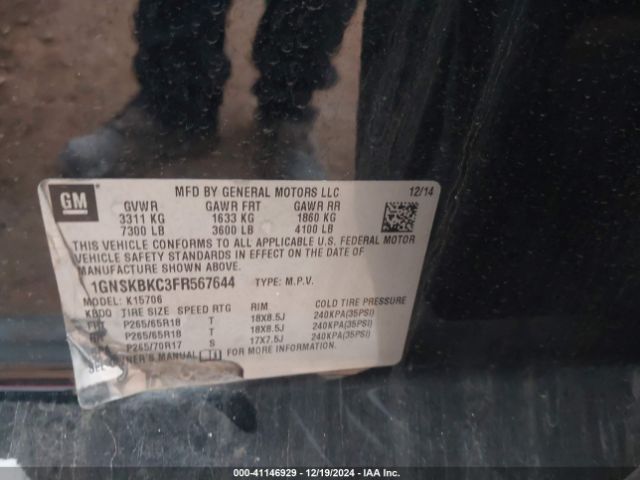 GM
MFD BY GENERAL MOTORS LLC 12/14
GVWR GAWR FRT GAWR RR
3311 KG 1633 KG 1860 KG
7300 LB 3600 LB 4100 LB
THIS VEHICLE CONFORMS TO ALL APPLICABLE U.S. FEDERAL MOTOR
VEHICLE SAFETY STANDARDS IN EFFECT ON THE DATE OF
MANUFACTURE SHOWN ABOVE.
1GNSKBKC3FR567644 TYPE: M.P.V.
MODEL: K15706
KBDO TIRE SIZE SPEED RTG RIM COLD TIRE PRESSURE
FRT P265/65R18 T 18X8.5J 240KPA(35PSI)
P265/65R18 T 18X8.5J 240KPA(35PSI)
P265/70R17 S 17X7.5J 240KPA(35PSI)
SEE OWNER'S MANUAL FOR MORE INFORMATION.
000-41146929 - 12/19/2024 - IAA Inc.